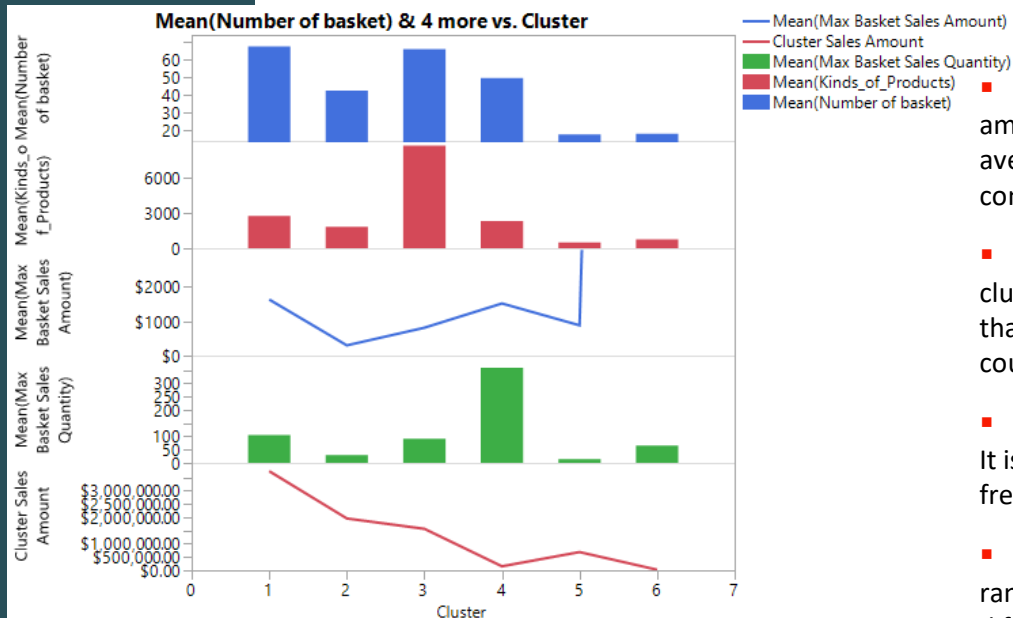 Mean(Number of basket) & 4 more vs. Cluster
Mean(Max Basket Sales Amount)
Cluster Sales Amount
Mean(Max Basket Sales Quantity)
Mean(Kinds_of_Products)
Mean(Number of basket)
Mean(Number
of basket)
60
50
40
30
20
Mean(Kinds_o
f_Products)
6000
3000
0
Mean(Max
Basket Sales
Amount)
$2000
$1000
$0
Mean(Max
Basket Sales
Quantity)
300
250
200
100
50
0
Cluster Sales
Amount
$3,000,000.00
$2,500,000.00
$2,000,000.00
$1,000,000.00
$500,000.00
$0.00
0 1 2 3 4 5 6 7
Cluster
am
ave
clu
tha
cou
It is
fre
ran